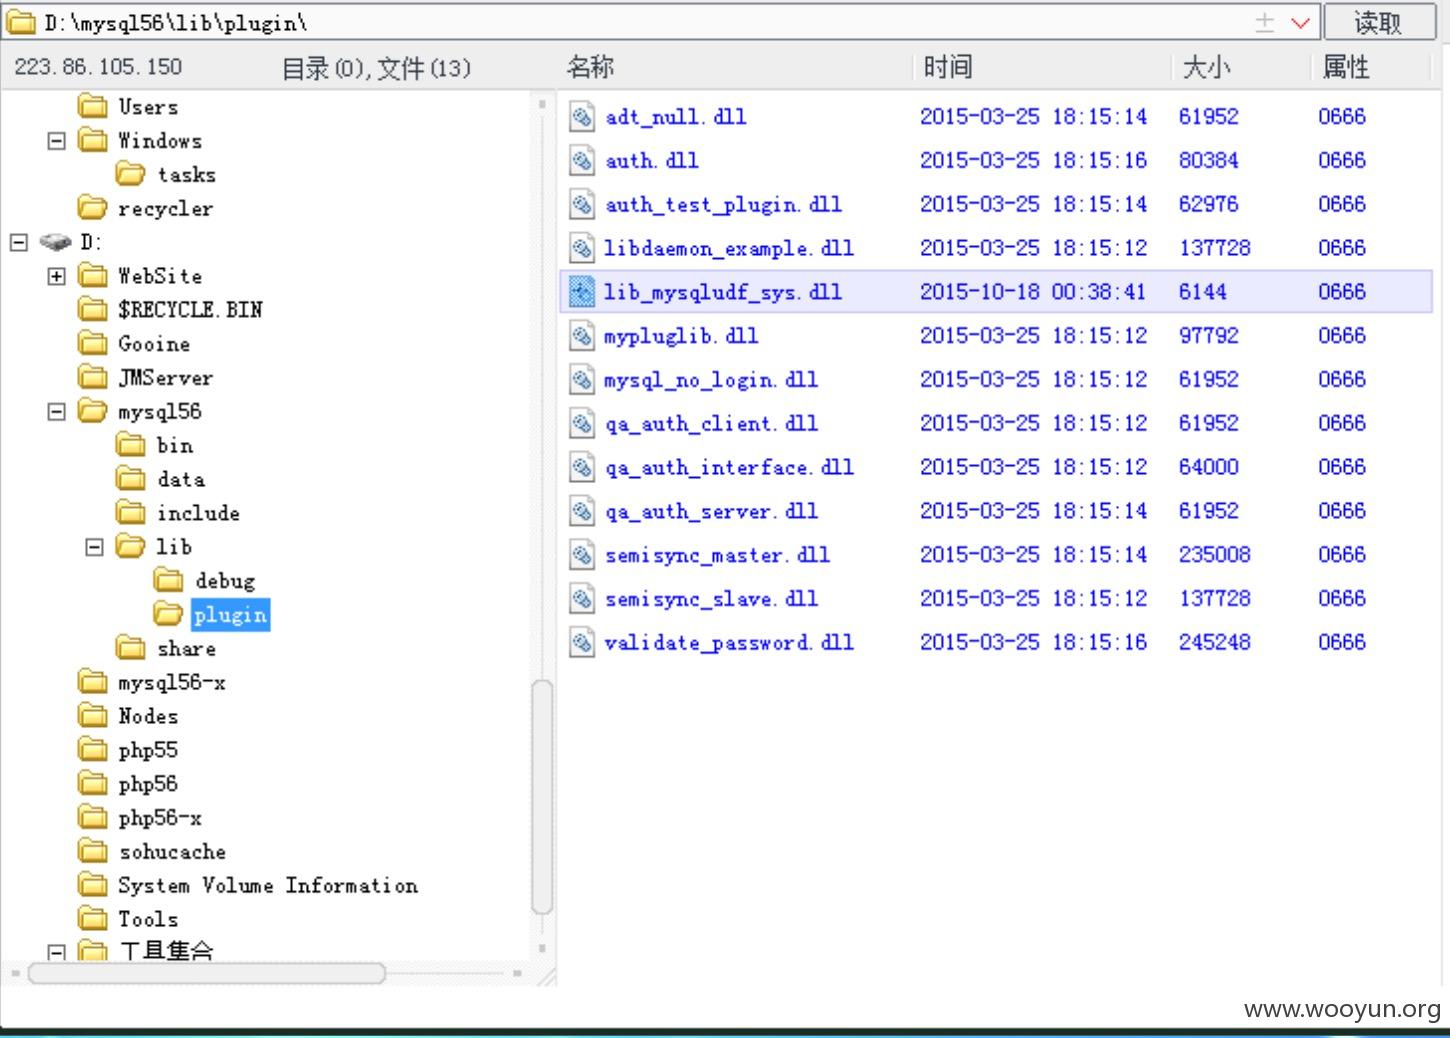 D:\mysql56\lib\plugin\
读取
223.86.105.150 目录(0),文件(13)
名称 时间 大小 属性
Users
Windows
tasks
recycler
D:
WebSite
$RECYCLE.BIN
Gooine
JMServer
mysql56
bin
data
include
lib
debug
plugin
share
mysql56-x
Nodes
php55
php56
php56-x
sohucache
System Volume Information
Tools
工具集合
adt_null.dll 2015-03-25 18:15:14 61952 0666
auth.dll 2015-03-25 18:15:16 80384 0666
auth_test_plugin.dll 2015-03-25 18:15:14 62976 0666
libdaemon_example.dll 2015-03-25 18:15:12 137728 0666
lib_mysqludf_sys.dll 2015-10-18 00:38:41 6144 0666
mypluglib.dll 2015-03-25 18:15:12 97792 0666
mysql_no_login.dll 2015-03-25 18:15:12 61952 0666
qa_auth_client.dll 2015-03-25 18:15:12 61952 0666
qa_auth_interface.dll 2015-03-25 18:15:12 64000 0666
qa_auth_server.dll 2015-03-25 18:15:14 61952 0666
semisync_master.dll 2015-03-25 18:15:14 235008 0666
semisync_slave.dll 2015-03-25 18:15:12 137728 0666
validate_password.dll 2015-03-25 18:15:16 245248 0666
www.wooyun.org